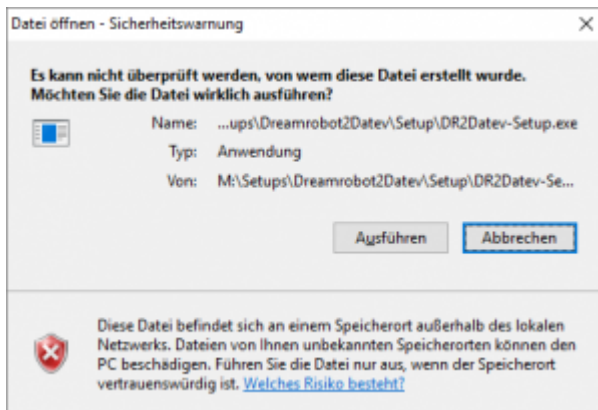 Datei öffnen - Sicherheitswarnung
Es kann nicht überprüft werden, von wem diese Datei erstellt wurde.
Möchten Sie die Datei wirklich ausführen?
Name: ...ups\Dreamrobot2Datev\Setup\DR2Datev-Setup.exe
Typ: Anwendung
Von: M:\Setups\Dreamrobot2Datev\Setup\DR2Datev-Se...
Ausführen Abbrechen
Diese Datei befindet sich an einem Speicherort außerhalb des lokalen
Netzwerks. Dateien von Ihnen unbekannten Speicherorten können den
PC beschädigen. Führen Sie die Datei nur aus, wenn der Speicherort
vertrauenswürdig ist. Welches Risiko besteht?